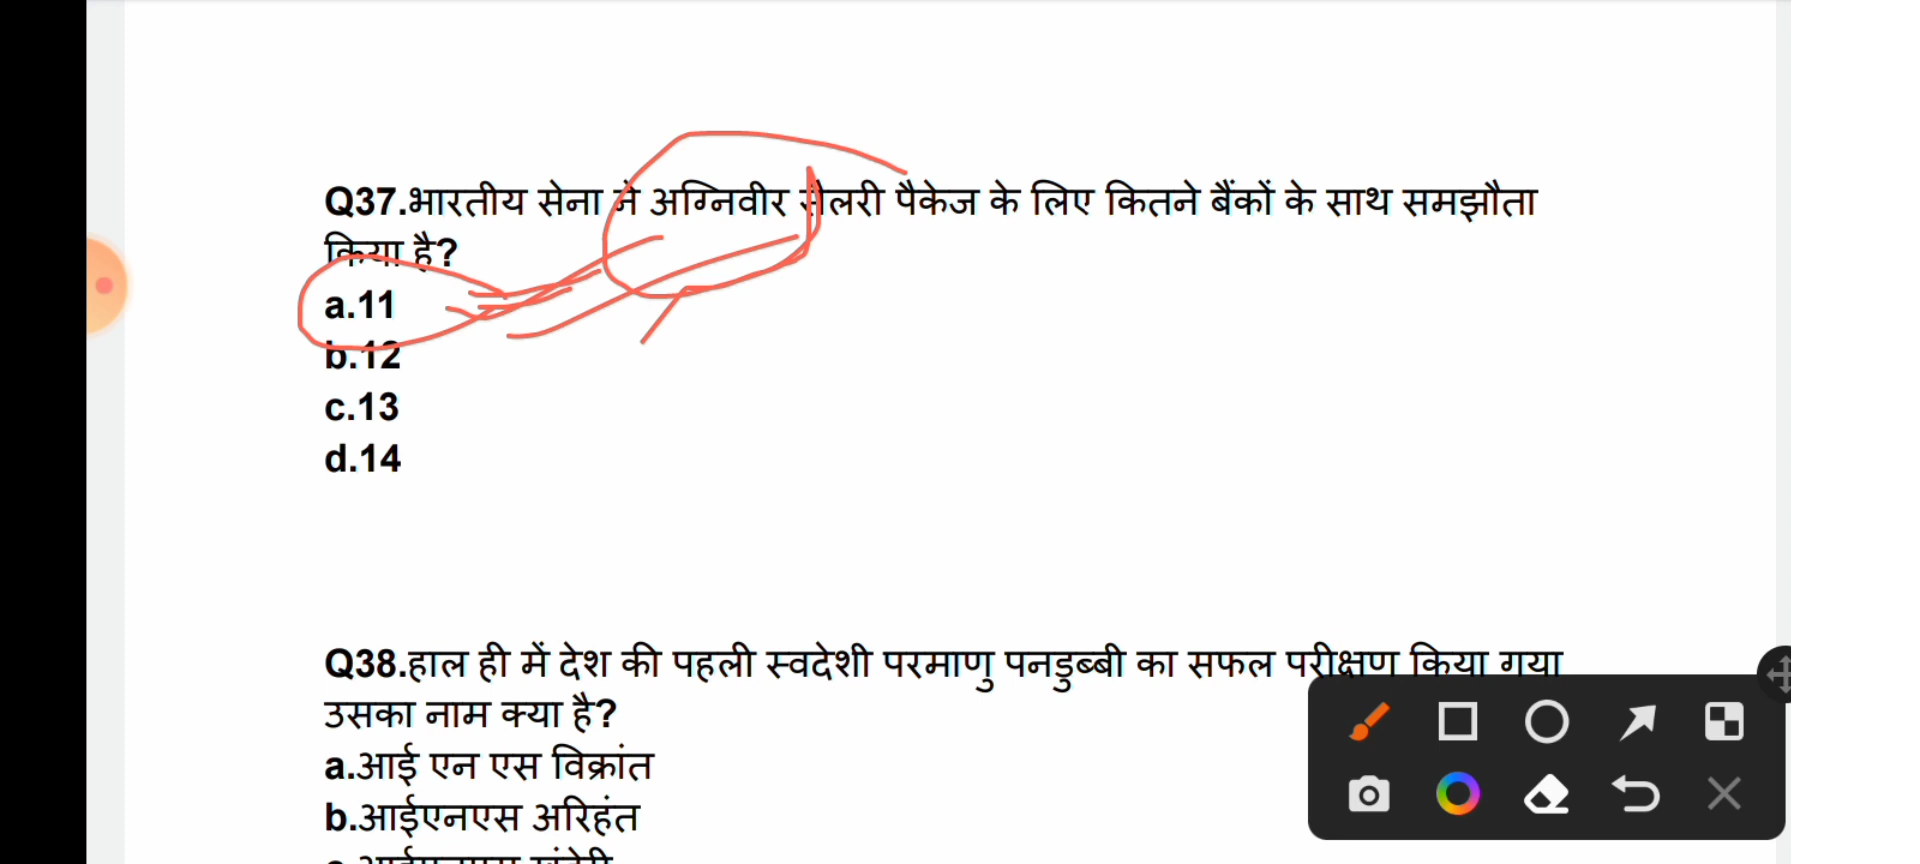 Q37.भारतीय सेना ने अग्निवीर सैलरी पैकेज के लिए कितने बैंकों के साथ समझौता
किया है?
a.11
b.12
c.13
d.14
Q38.हाल ही में देश की पहली स्वदेशी परमाणु पनडुब्बी का सफल परीक्षण किया गया
उसका नाम क्या है?
a.आई एन एस विक्रांत
b.आईएनएस अरिहंत